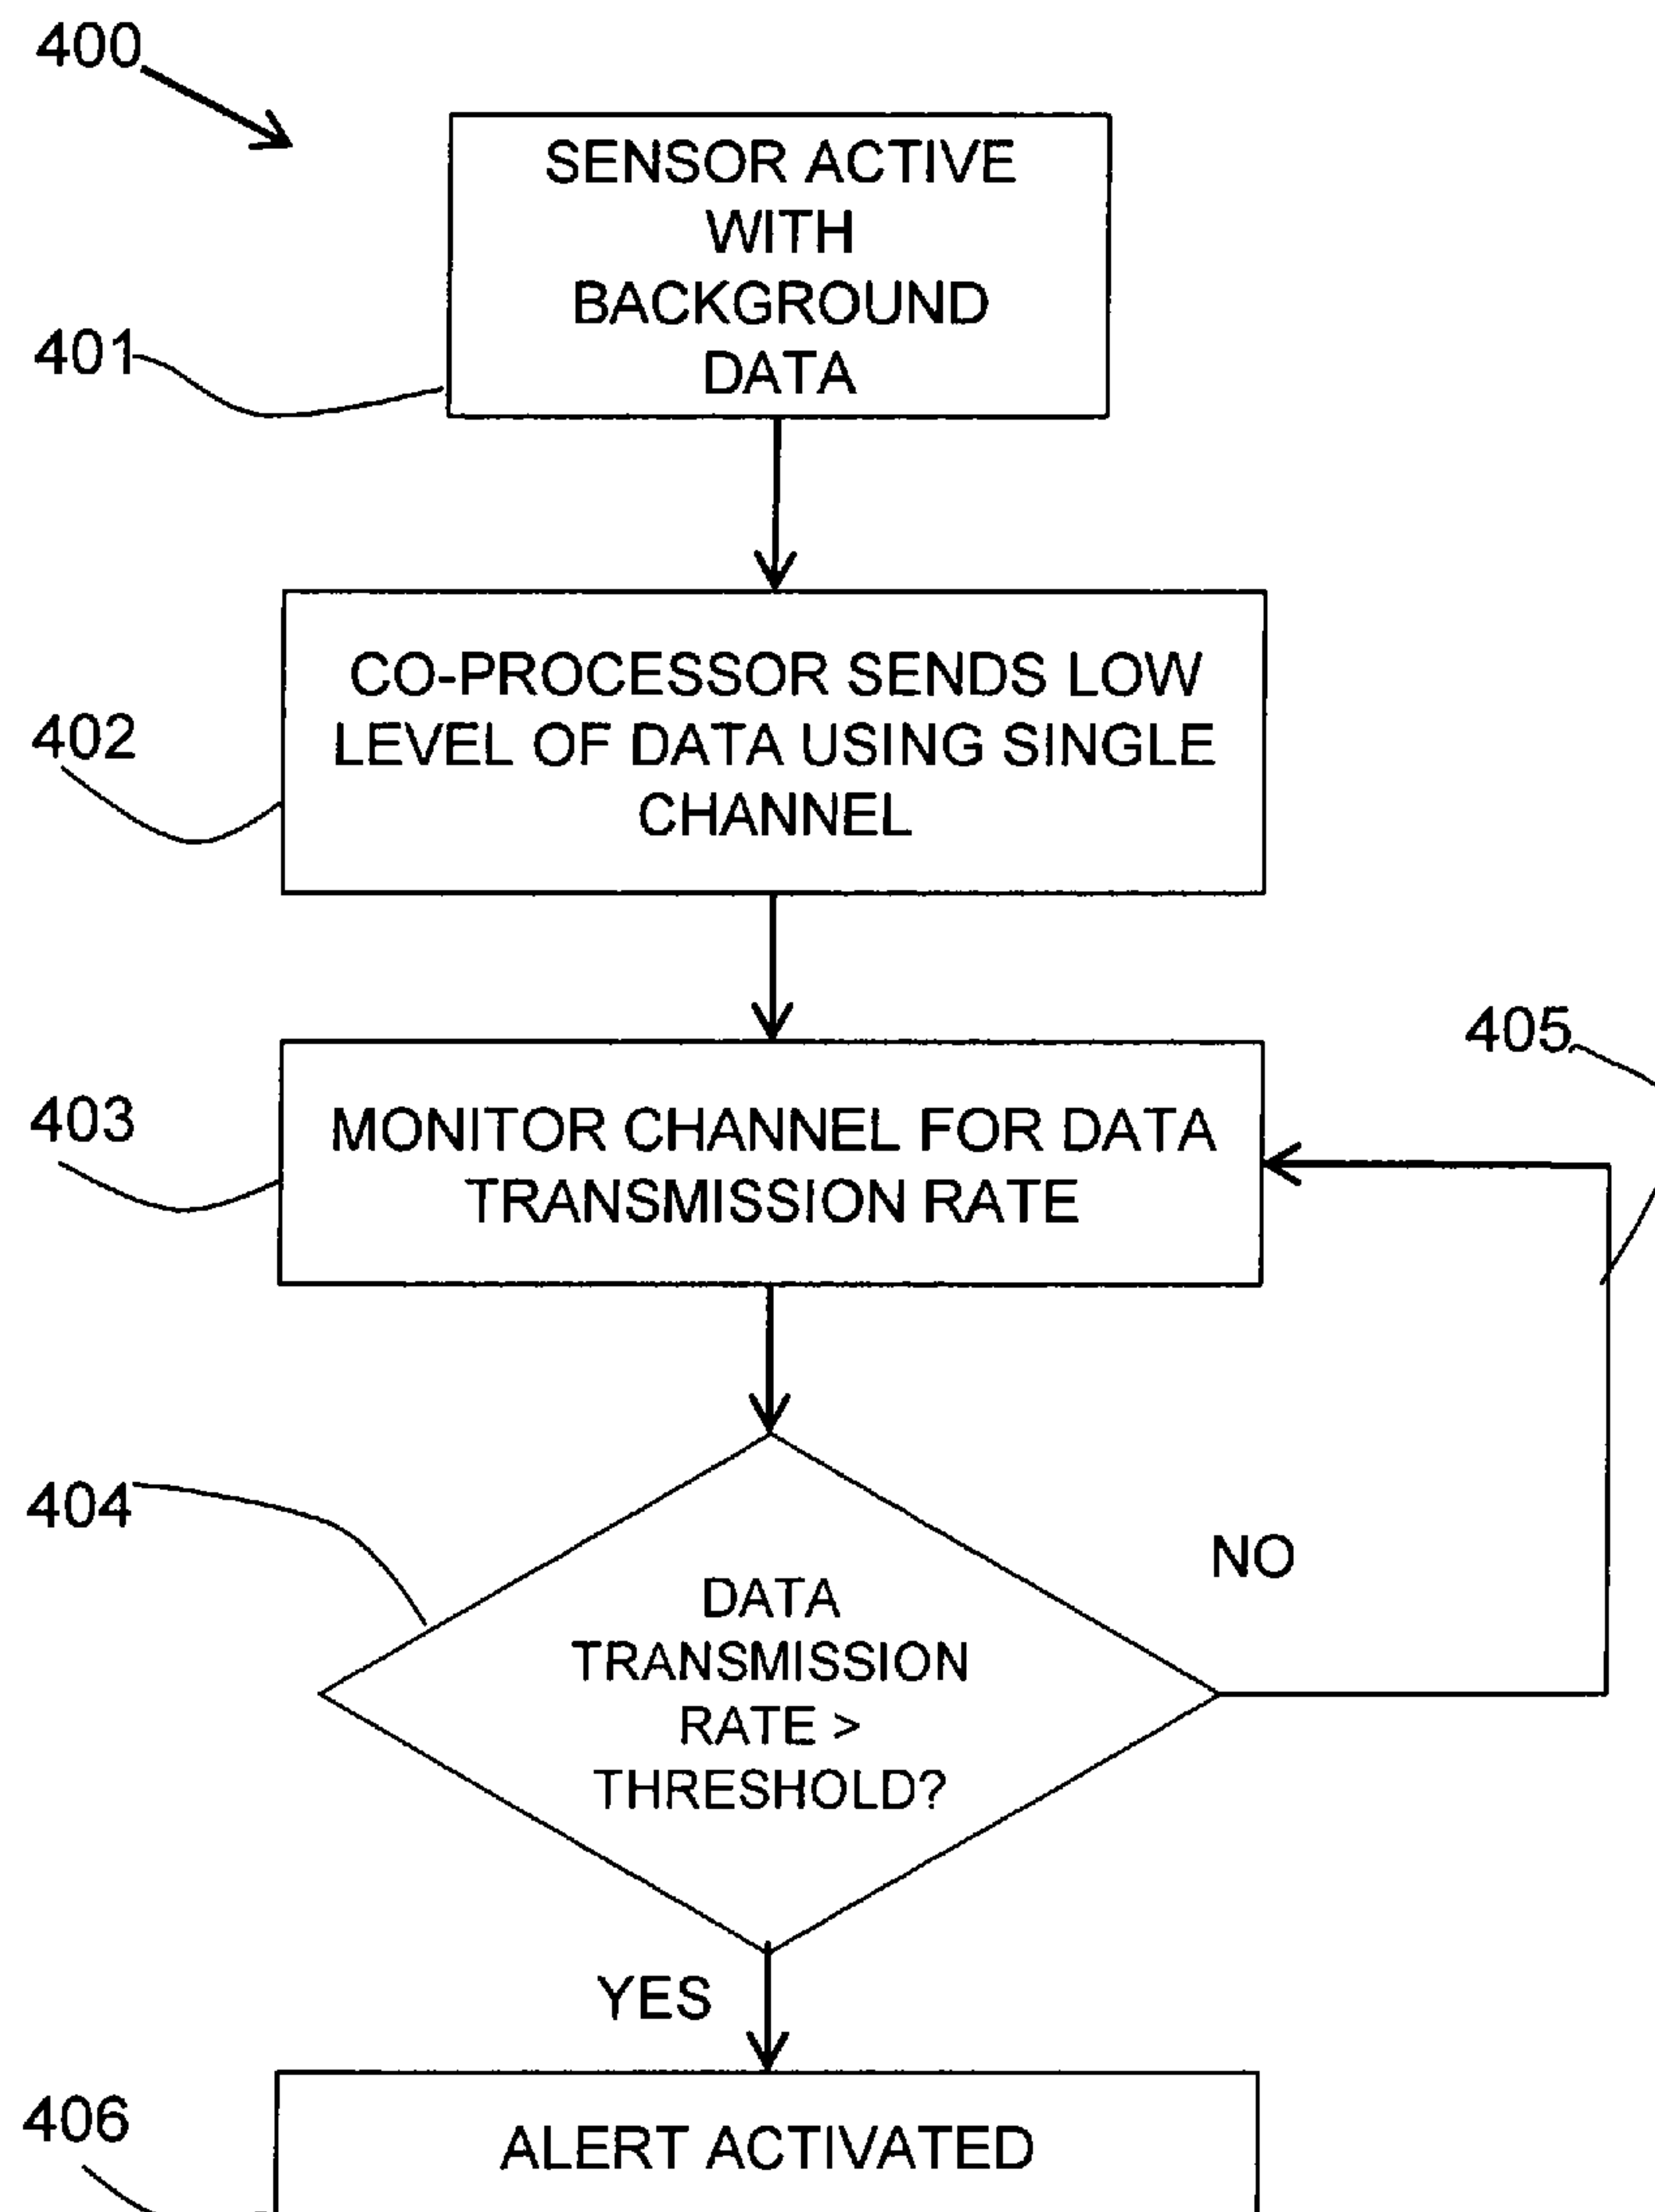 400
SENSOR ACTIVE
WITH
BACKGROUND
DATA
401
CO-PROCESSOR SENDS LOW
LEVEL OF DATA USING SINGLE
CHANNEL
402
405
MONITOR CHANNEL FOR DATA
TRANSMISSION RATE
403
404
NO
DATA
TRANSMISSION
RATE >
THRESHOLD?
YES
406
ALERT ACTIVATED